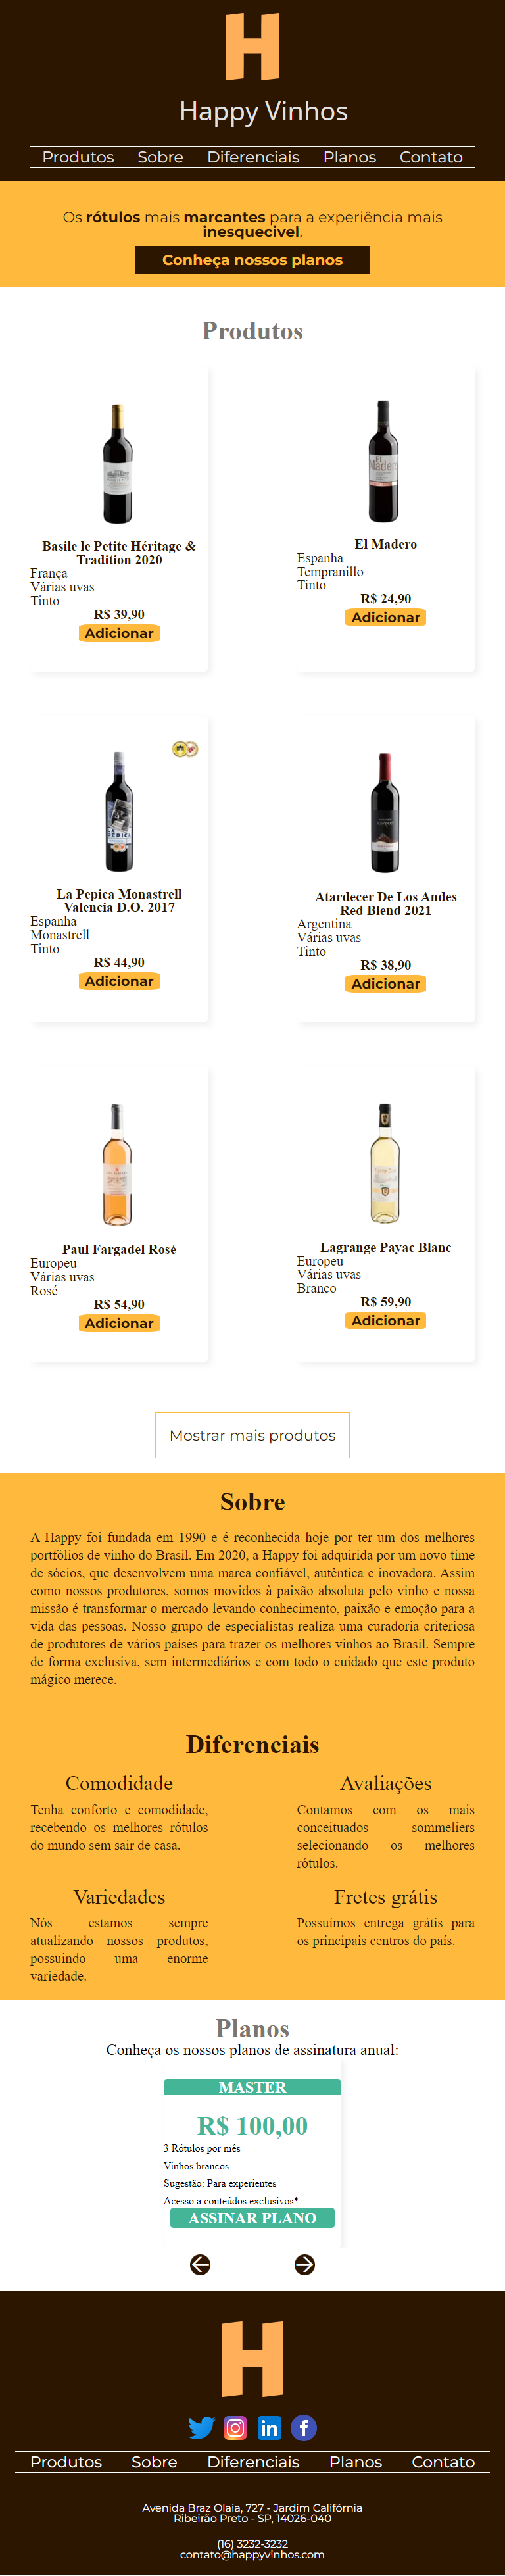 H
Happy Vinhos
Produtos Sobre Diferenciais Planos Contato
Os rótulos mais marcantes para a experiência mais
inesquecivel.
Conheça nossos planos
Produtos
Basile le Petite Héritage &
Tradition 2020
França
Várias uvas
Tinto
R$ 39,90
Adicionar
EL
Madero
El Madero
Espanha
Tempranillo
Tinto
R$ 24,90
Adicionar
PEPICA
La Pepica Monastrell
Valencia D.O. 2017
Espanha
Monastrell
Tinto
R$ 44,90
Adicionar
Atardecer De Los Andes
Red Blend 2021
Argentina
Várias uvas
Tinto
R$ 38,90
Adicionar
Paul Fargadel Rosé
Europeu
Várias uvas
Rosé
R$ 54,90
Adicionar
Lagrange Payac Blanc
Europeu
Várias uvas
Branco
R$ 59,90
Adicionar
Mostrar mais produtos
Sobre
A Happy foi fundada em 1990 e é reconhecida hoje por ter um dos melhores
portfólios de vinho do Brasil. Em 2020, a Happy foi adquirida por um novo time
de sócios, que desenvolvem uma marca confiável, autêntica e inovadora. Assim
como nossos produtores, somos movidos à paixão absoluta pelo vinho e nossa
missão é transformar o mercado levando conhecimento, paixão e emoção para a
vida das pessoas. Nosso grupo de especialistas realiza uma curadoria criteriosa
de produtores de vários países para trazer os melhores vinhos ao Brasil. Sempre
de forma exclusiva, sem intermediários e com todo o cuidado que este produto
mágico merece.
Diferenciais
Comodidade
Tenha conforto e comodidade,
recebendo os melhores rótulos
do mundo sem sair de casa.
Avaliações
Contamos com os mais
conceituados sommeliers
selecionando os melhores
rótulos.
Variedades
Nós estamos sempre
atualizando nossos produtos,
possuindo uma enorme
variedade.
Fretes grátis
Possuímos entrega grátis para
os principais centros do país.
Planos
Conheça os nossos planos de assinatura anual:
MASTER
R$ 100,00
3 Rótulos por mês
Vinhos brancos
Sugestão: Para experientes
Acesso a conteúdos exclusivos*
ASSINAR PLANO
H
in f
Produtos Sobre Diferenciais Planos Contato
Avenida Braz Olaia, 727 - Jardim Califórnia
Ribeirão Preto - SP, 14026-040
(16) 3232-3232
contato@happyvinhos.com